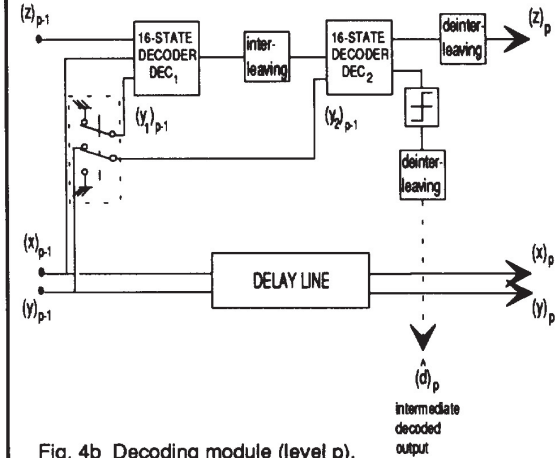 (z)p-1
16-STATE
DECODER
DEC1
inter-
leaving
16-STATE
DECODER
DEC2
deinter-
leaving
(z)p
(y1)p-1
(y2)p-1
deinter-
leaving
(x)p-1
(y)p-1
DELAY LINE
(x)p
(y)p
(d̂)p
intermediate
decoded
output
Fig. 4b Decoding module (level p).